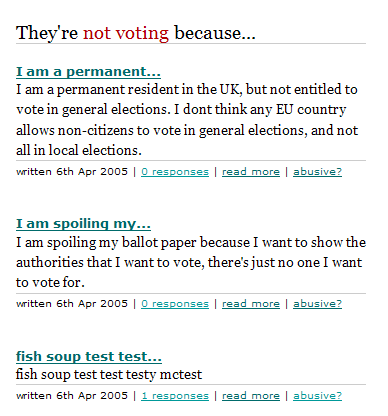 They're not voting because...
I am a permanent...
I am a permanent resident in the UK, but not entitled to
vote in general elections. I dont think any EU country
allows non-citizens to vote in general elections, and not
all in local elections.
written 6th Apr 2005 | 0 responses | read more | abusive?
I am spoiling my...
I am spoiling my ballot paper because I want to show the
authorities that I want to vote, there's just no one I want
to vote for.
written 6th Apr 2005 | 0 responses | read more | abusive?
fish soup test test...
fish soup test test testy mctest
written 6th Apr 2005 | 1 responses | read more | abusive?